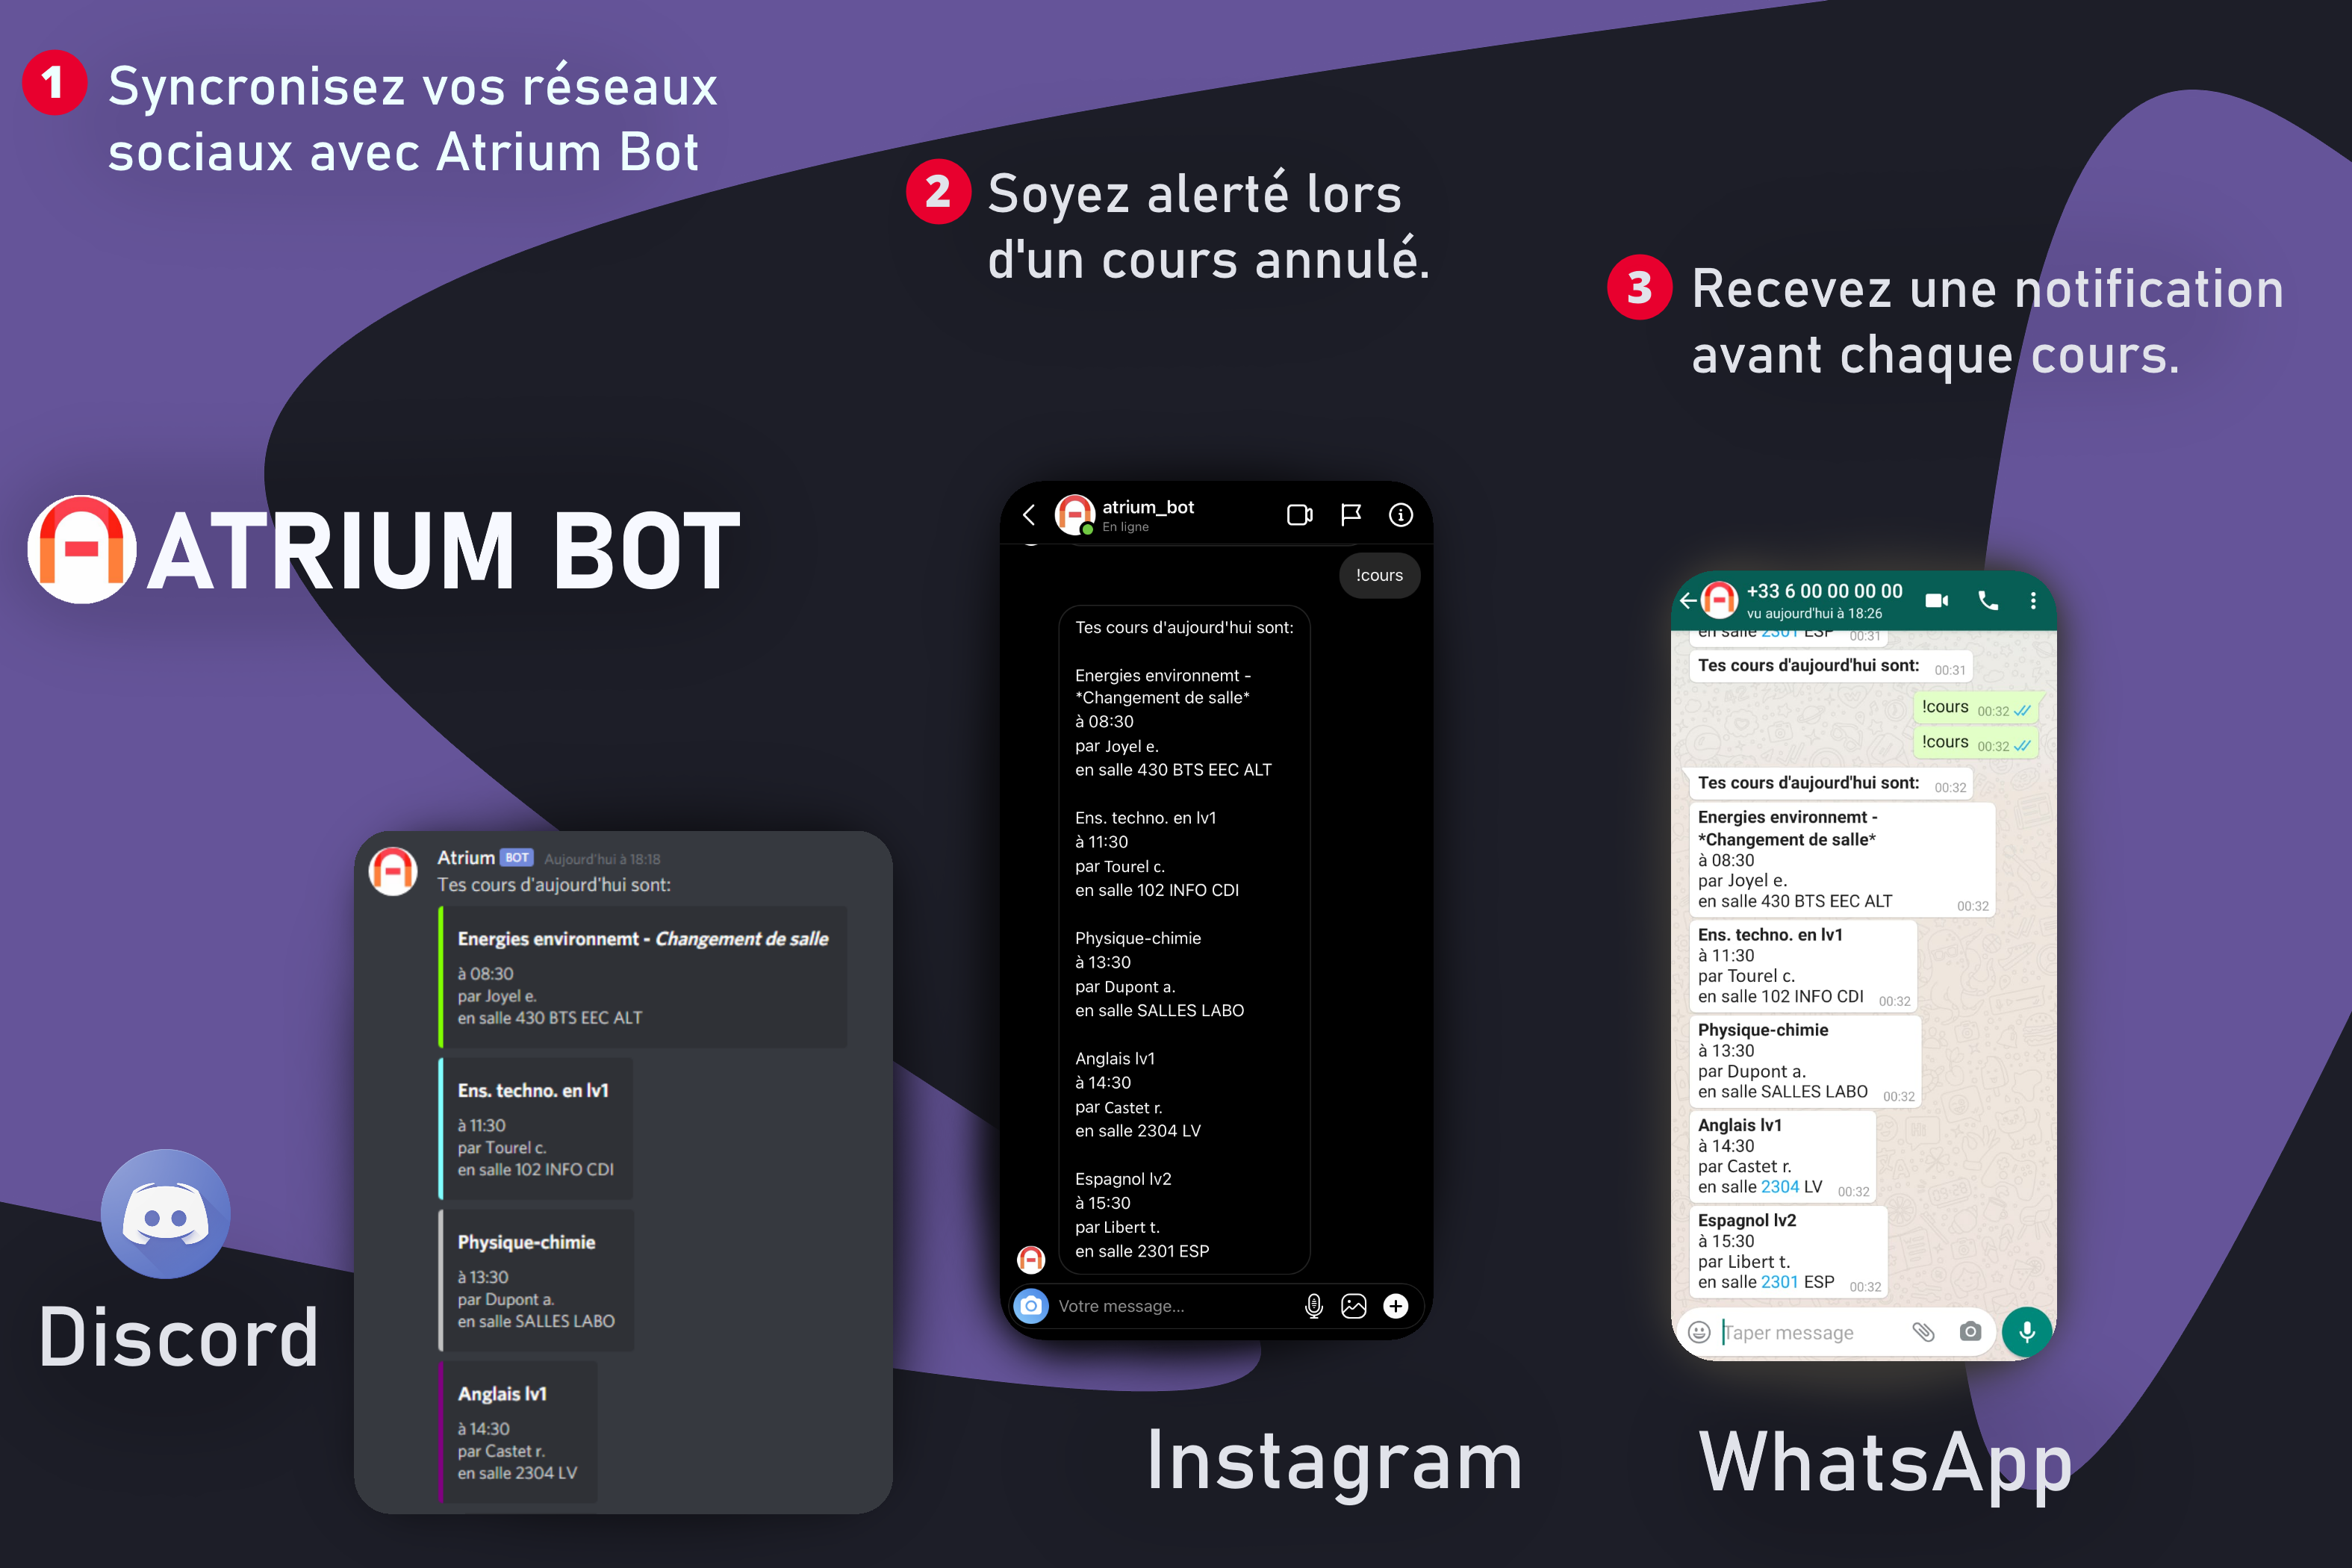 1 Syncronisez vos réseaux
sociaux avec Atrium Bot
2 Soyez alerté lors
d'un cours annulé.
3 Recevez une notification
avant chaque cours.
ATRIUM BOT
Discord
Atrium BOT Aujourd'hui à 18:18
Tes cours d'aujourd'hui sont:
Energies environnemt - Changement de salle
à 08:30
par Joyel e.
en salle 430 BTS EEC ALT
Ens. techno. en lv1
à 11:30
par Tourel c.
en salle 102 INFO CDI
Physique-chimie
à 13:30
par Dupont a.
en salle SALLES LABO
Anglais lv1
à 14:30
par Castet r.
en salle 2304 LV
atrium_bot
En ligne
!cours
Tes cours d'aujourd'hui sont:
Energies environnemt -
*Changement de salle*
à 08:30
par Joyel e.
en salle 430 BTS EEC ALT
Ens. techno. en lv1
à 11:30
par Tourel c.
en salle 102 INFO CDI
Physique-chimie
à 13:30
par Dupont a.
en salle SALLES LABO
Anglais lv1
à 14:30
par Castet r.
en salle 2304 LV
Espagnol lv2
à 15:30
par Libert t.
en salle 2301 ESP
Votre message...
Instagram
+33 6 00 00 00 00
vu aujourd'hui à 18:26
en salle 2301 ESP 00:31
Tes cours d'aujourd'hui sont: 00:31
!cours 00:32
!cours 00:32
Tes cours d'aujourd'hui sont: 00:32
Energies environnemt -
*Changement de salle*
à 08:30
par Joyel e.
en salle 430 BTS EEC ALT 00:32
Ens. techno. en lv1
à 11:30
par Tourel c.
en salle 102 INFO CDI 00:32
Physique-chimie
à 13:30
par Dupont a.
en salle SALLES LABO 00:32
Anglais lv1
à 14:30
par Castet r.
en salle 2304 LV 00:32
Espagnol lv2
à 15:30
par Libert t.
en salle 2301 ESP 00:32
Taper message
WhatsApp